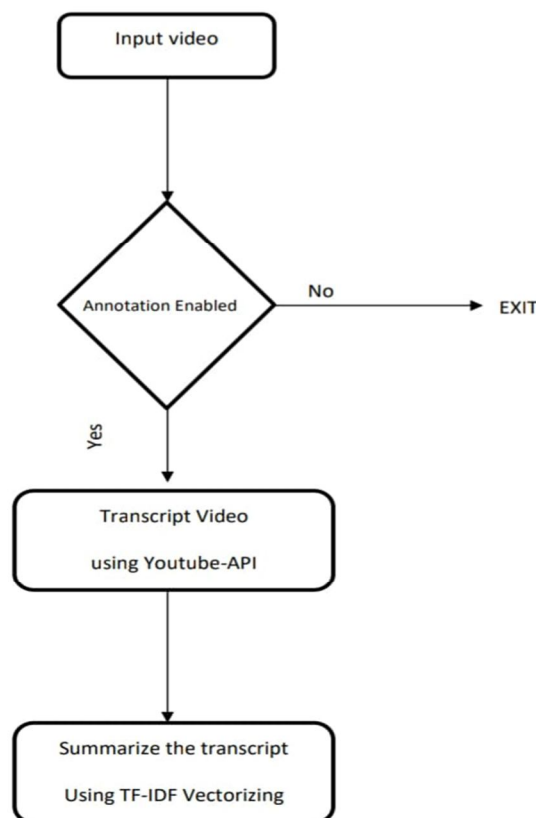 Input video
Annotation Enabled
No
EXIT
Yes
Transcript Video
using Youtube-API
Summarize the transcript
Using TF-IDF Vectorizing